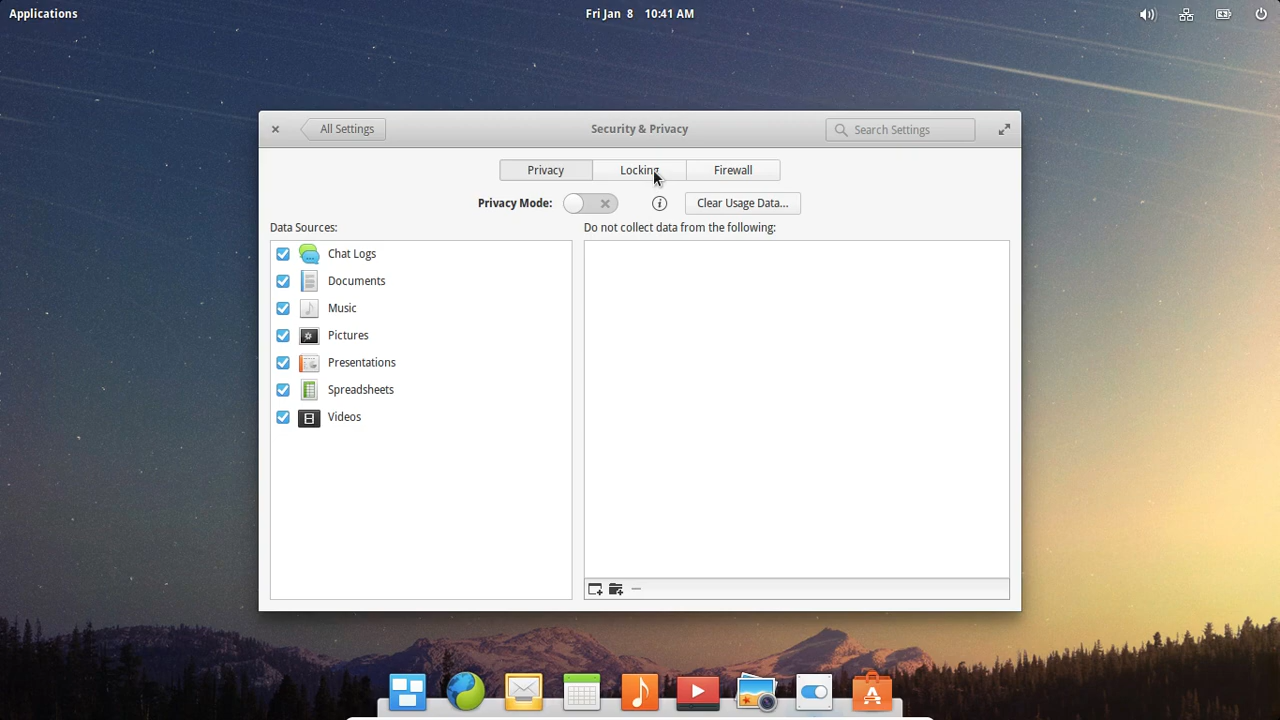 Applications
Fri Jan 8 10:41 AM
All Settings
Security & Privacy
Search Settings
Privacy
Locking
Firewall
Privacy Mode:
Clear Usage Data...
Data Sources:
Do not collect data from the following:
Chat Logs
Documents
Music
Pictures
Presentations
Spreadsheets
Videos